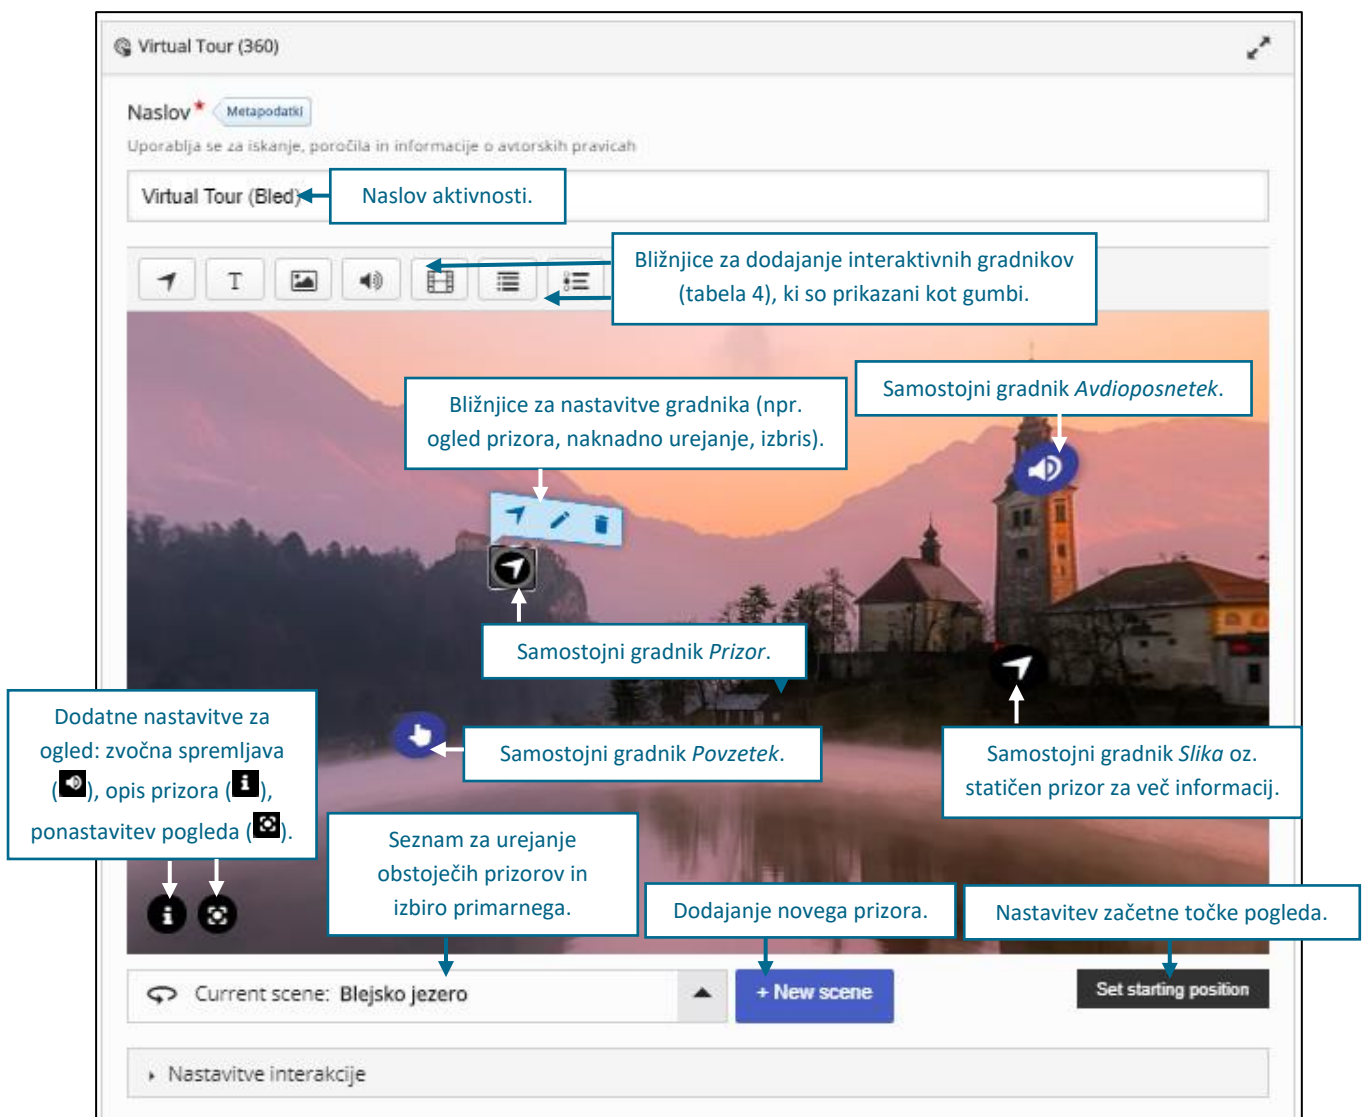 Virtual Tour (360)
Naslov * Metapodatki
Uporablja se za iskanje, poročila in informacije o avtorskih pravicah
Virtual Tour (Bled)
Naslov aktivnosti.
T
Bližnjice za dodajanje interaktivnih gradnikov
(tabela 4), ki so prikazani kot gumbi.
Samostojni gradnik Avdioposnetek.
Bližnjice za nastavitve gradnika (npr.
ogled prizora, naknadno urejanje, izbris).
Samostojni gradnik Prizor.
Samostojni gradnik Povzetek.
Samostojni gradnik Slika oz.
statičen prizor za več informacij.
Dodatne nastavitve za
ogled: zvočna spremljava
( ), opis prizora (i),
ponastavitev pogleda ( ).
Seznam za urejanje
obstoječih prizorov in
izbiro primarnega.
Dodajanje novega prizora.
Nastavitev začetne točke pogleda.
i
Current scene: Blejsko jezero
+ New scene
Set starting position
Nastavitve interakcije